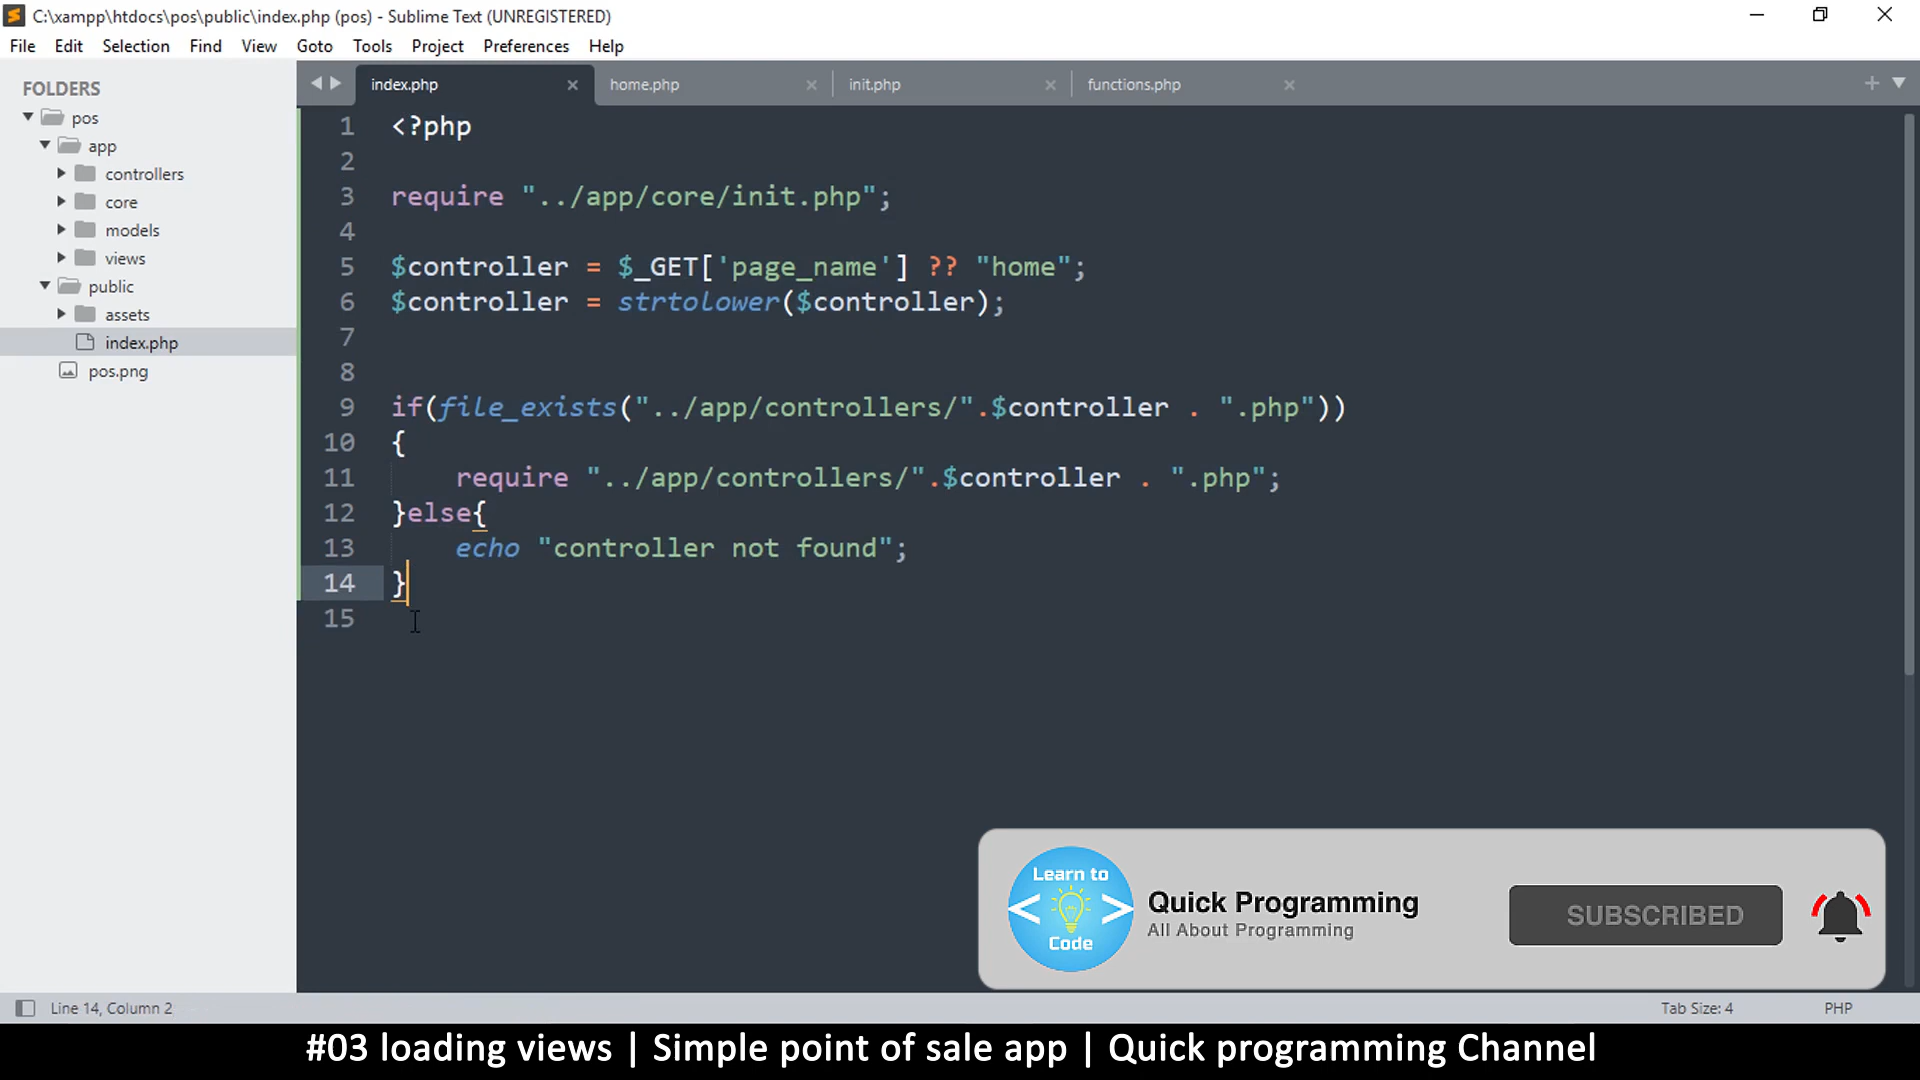 C:\xampp\htdocs\pos\public\index.php (pos) - Sublime Text (UNREGISTERED)
File Edit Selection Find View Goto Tools Project Preferences Help
FOLDERS
pos
app
controllers
core
models
views
public
assets
index.php
pos.png
index.php home.php init.php functions.php
1 <?php
2
3 require "../app/core/init.php";
4
5 $controller = $_GET['page_name'] ?? "home";
6 $controller = strtolower($controller);
7
8
9 if(file_exists("../app/controllers/".$controller . ".php"))
10 {
11     require "../app/controllers/".$controller . ".php";
12 }else{
13     echo "controller not found";
14 }
15
Learn to
< >
Code
Quick Programming
All About Programming
SUBSCRIBED
Line 14, Column 2
Tab Size: 4
PHP
#03 loading views | Simple point of sale app | Quick programming Channel